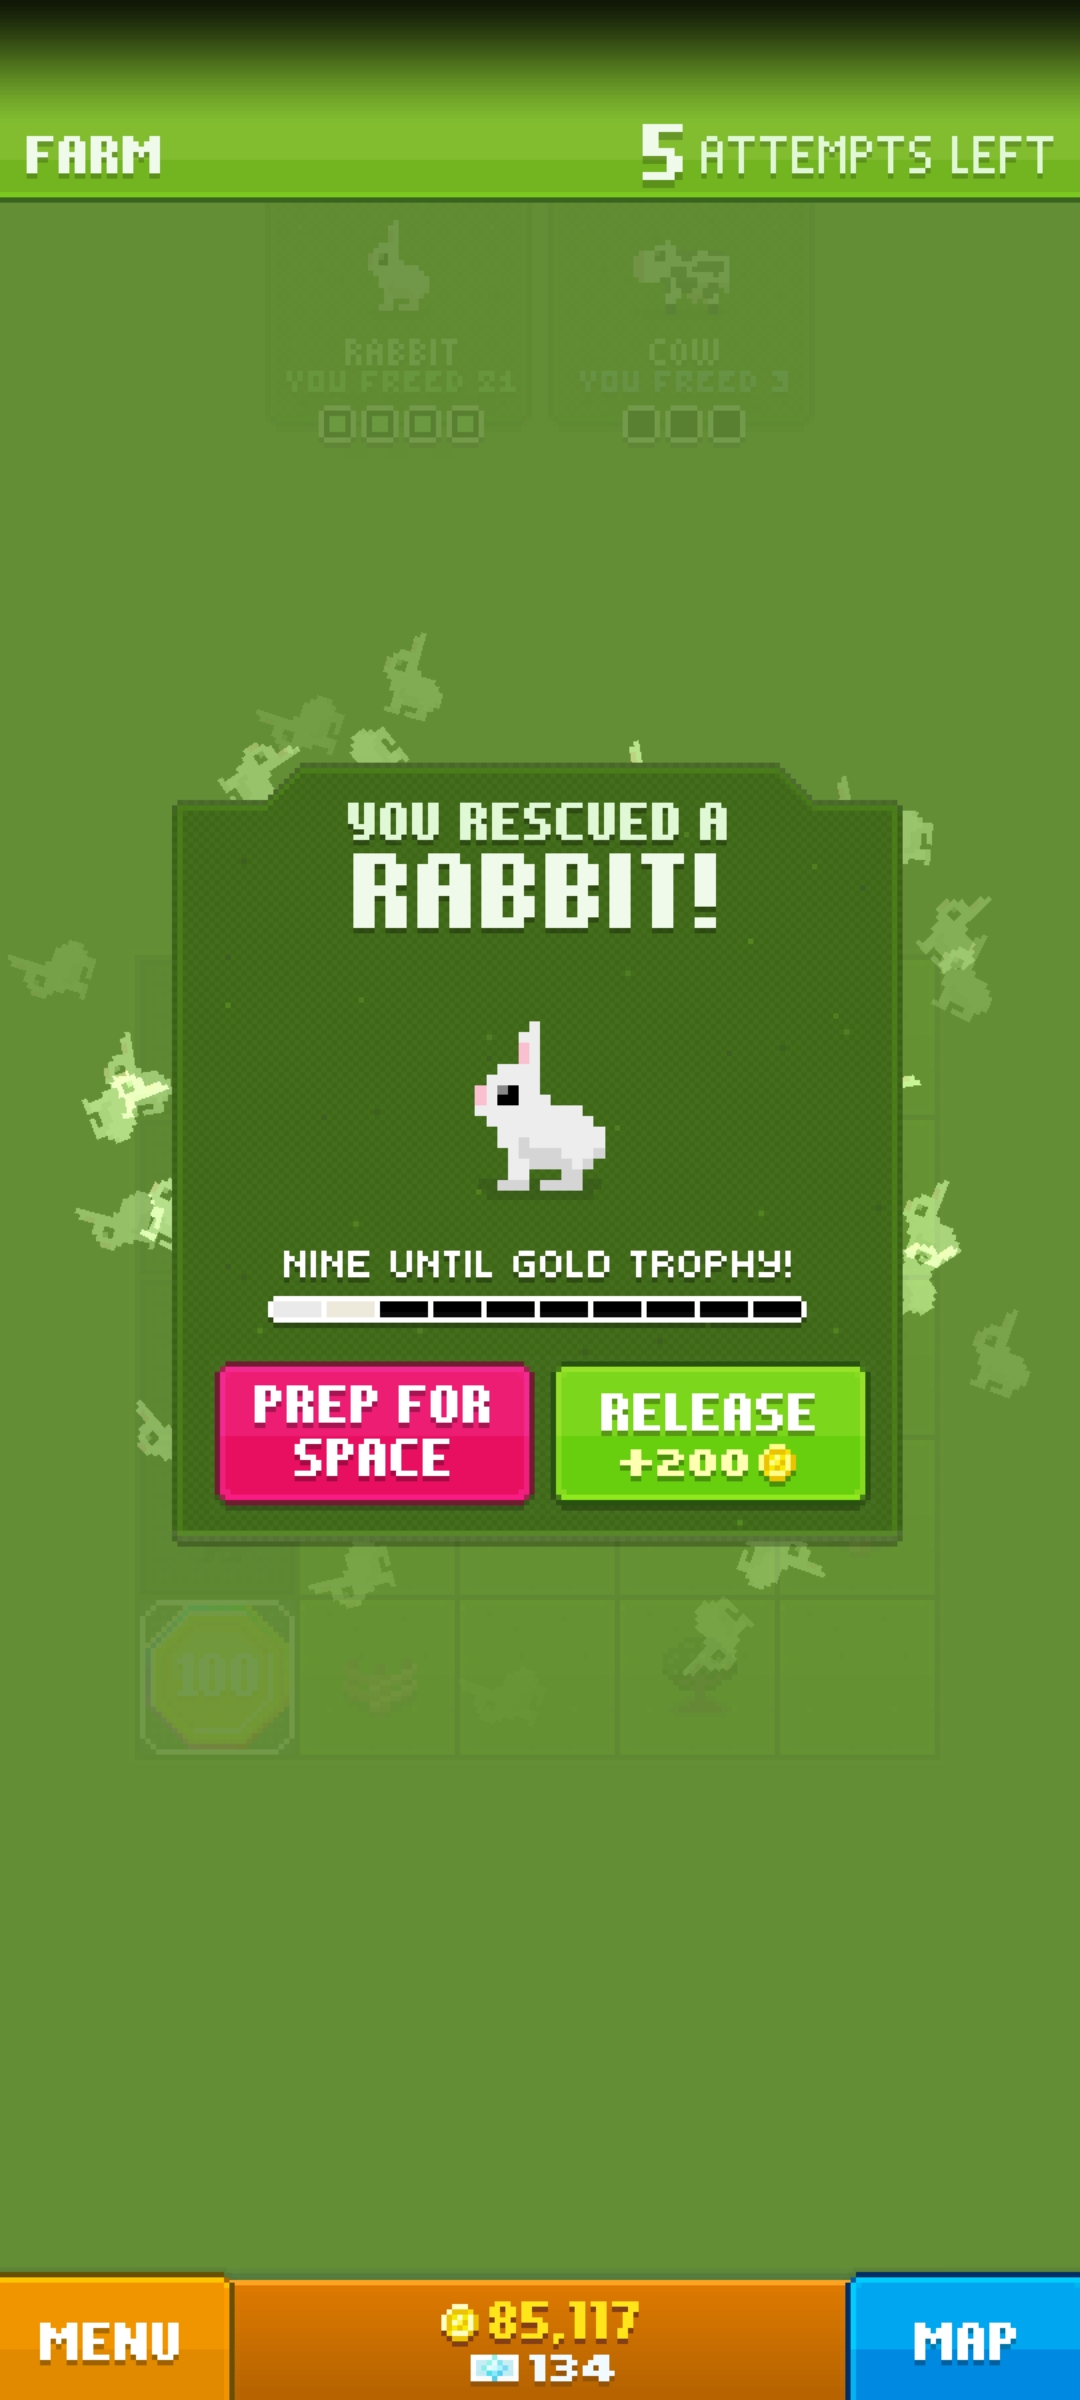 FARM
5 ATTEMPTS LEFT
RABBIT
COW
YOU FREED 21
YOU FREED 3
YOU RESCUED A
RABBIT!
NINE UNTIL GOLD TROPHY!
PREP FOR
SPACE
RELEASE
+200
100
MENU
85,117
134
MAP